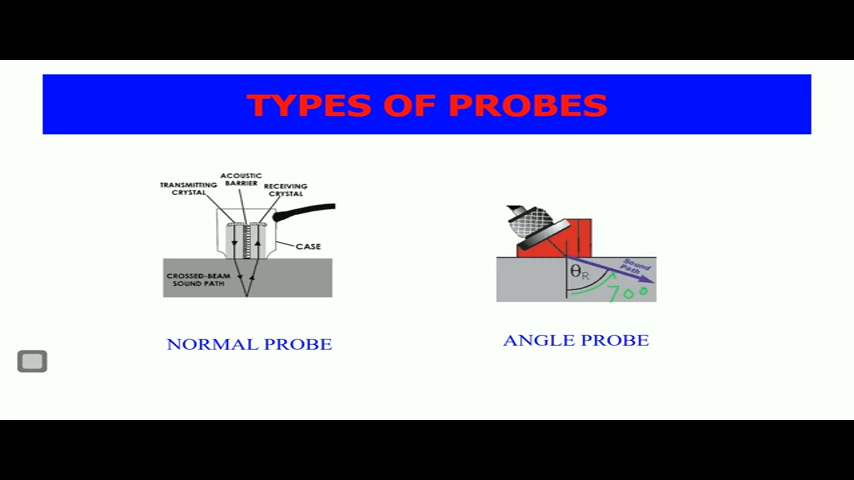 TYPES OF PROBES
TRANSMITTING
CRYSTAL
ACOUSTIC
BARRIER
RECEIVING
CRYSTAL
CASE
CROSSED-BEAM
SOUND PATH
NORMAL PROBE
θR
Sound
Path
70°
ANGLE PROBE